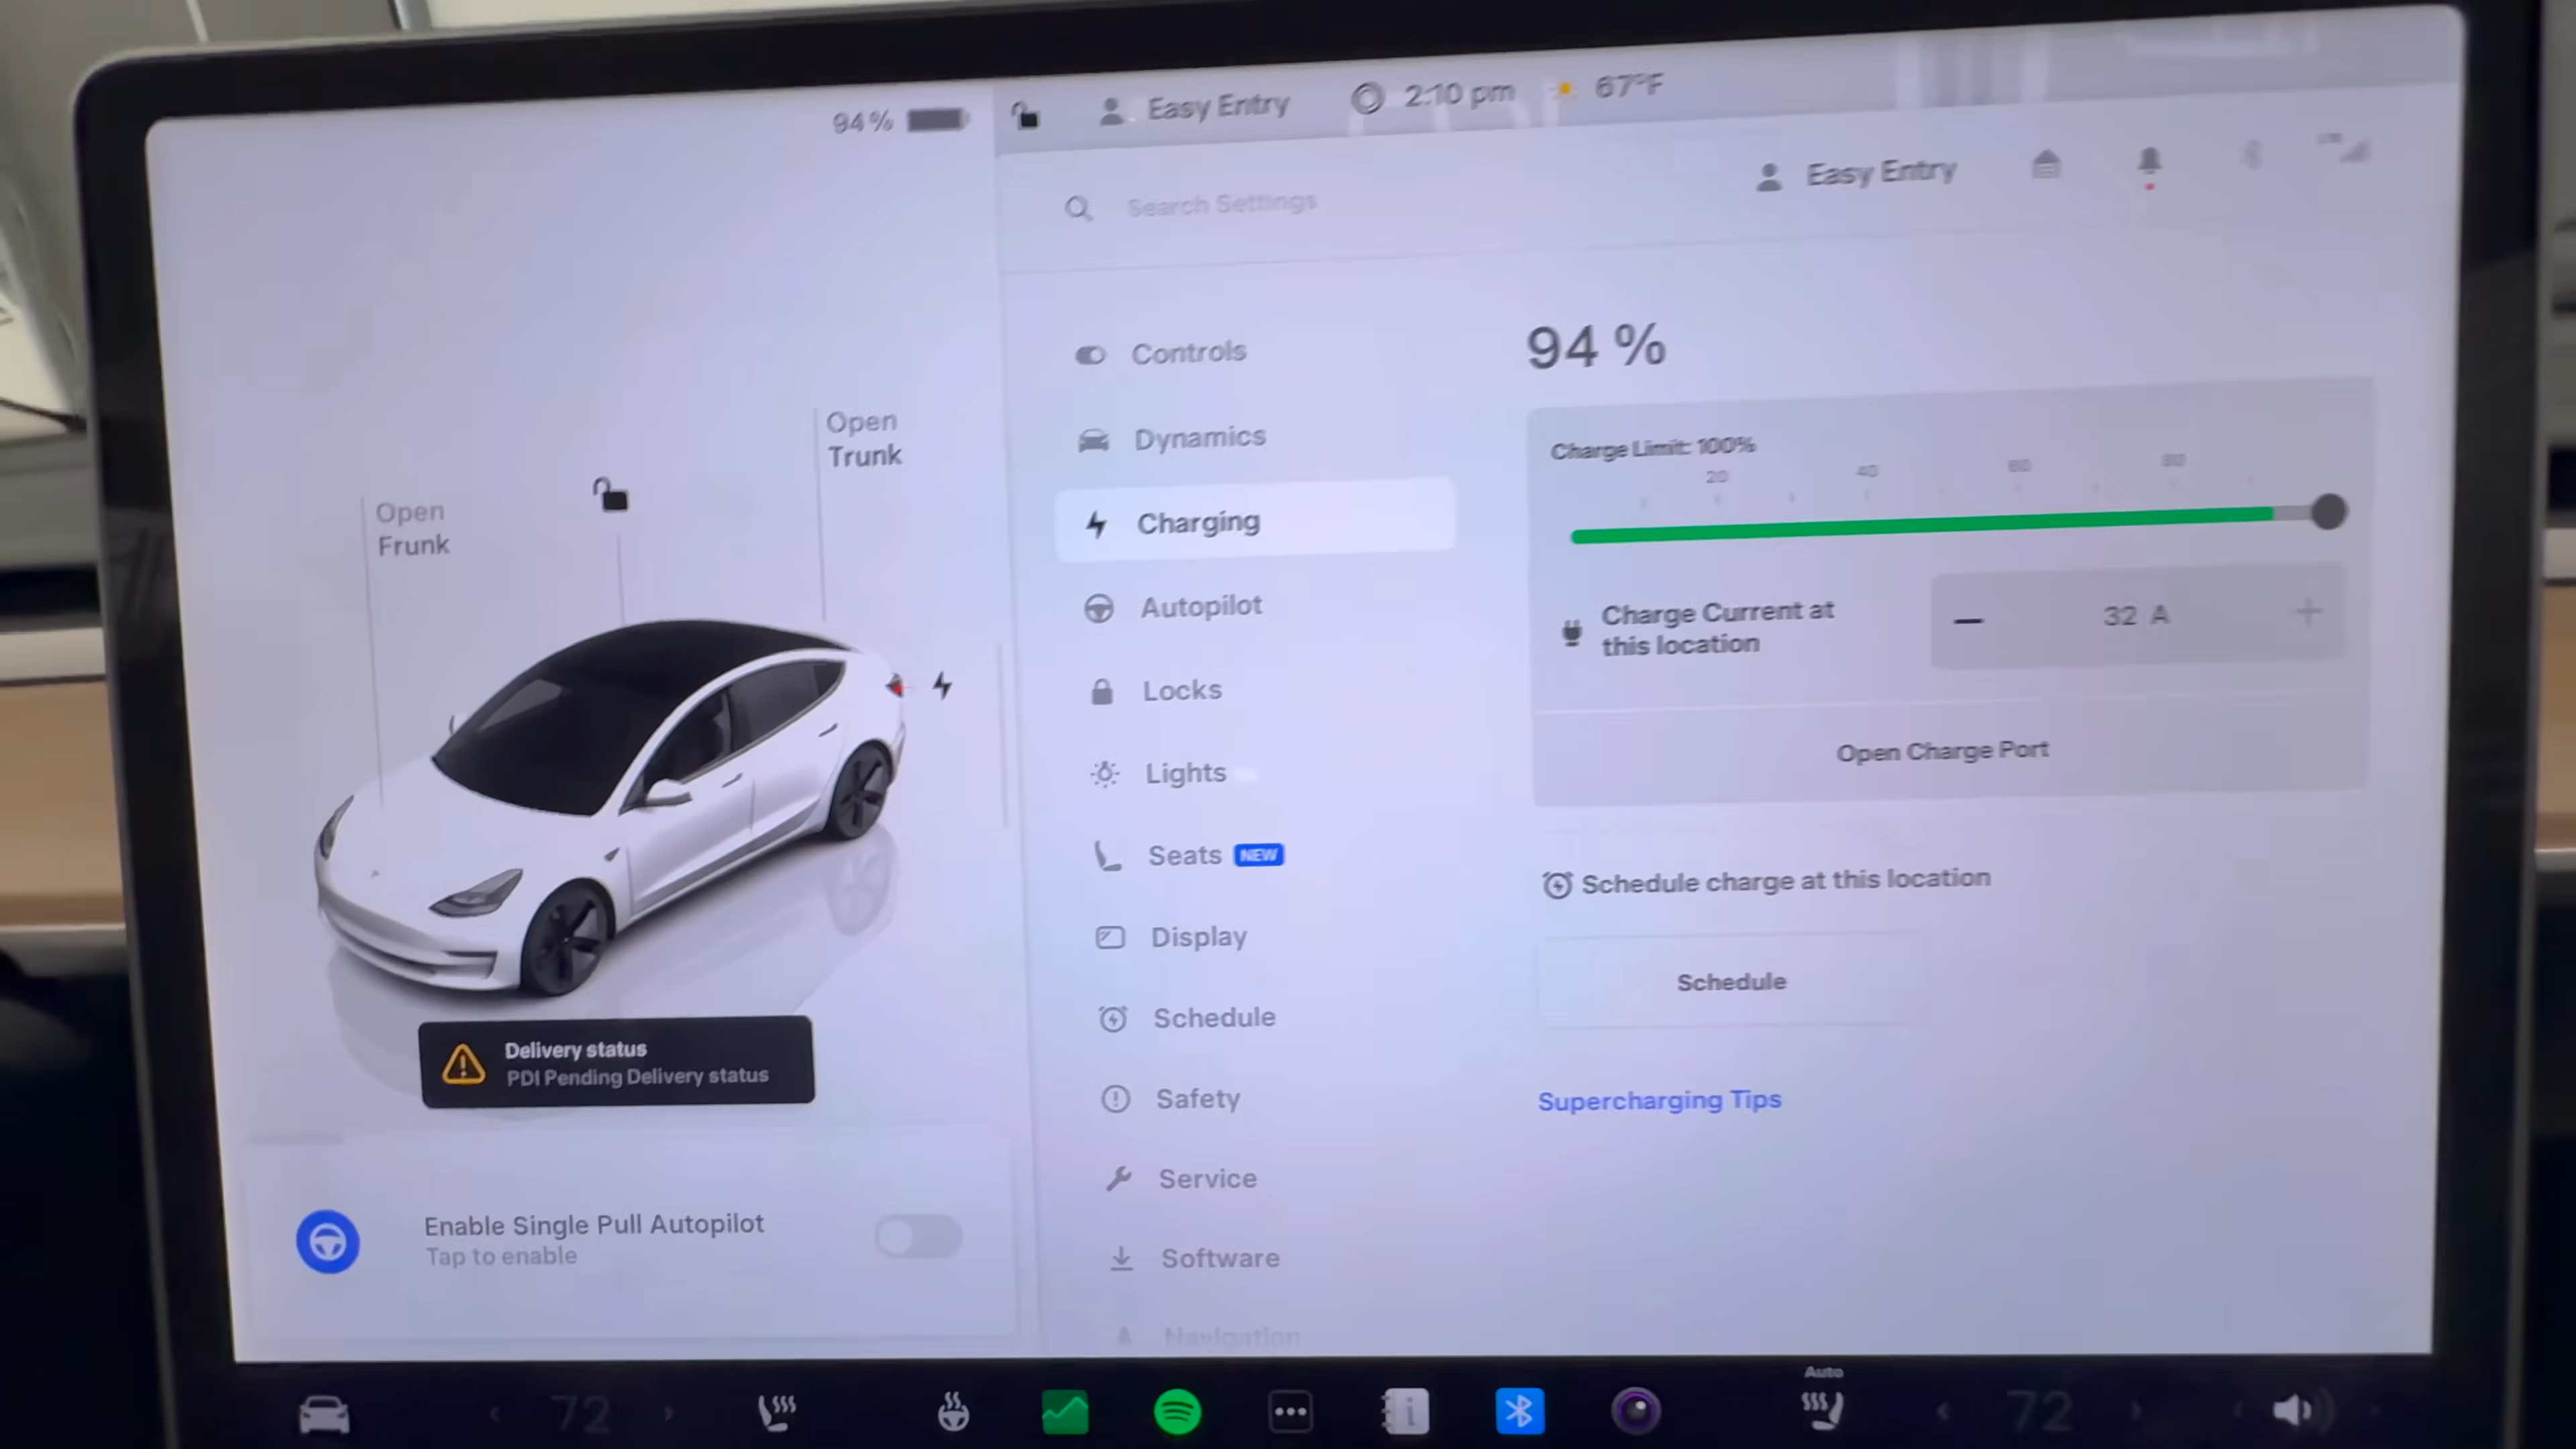 94%
Easy Entry
2:10 pm
67°F
Search Settings
Easy Entry
Open
Trunk
Open
Frunk
Delivery status
PDI Pending Delivery status
Enable Single Pull Autopilot
Tap to enable
Controls
Dynamics
Charging
Autopilot
Locks
Lights
Seats NEW
Display
Schedule
Safety
Service
Software
Navigation
94 %
Charge Limit: 100%
20 40 60 80
Charge Current at
this location
32 A
Open Charge Port
Schedule charge at this location
Schedule
Supercharging Tips
72
Auto
72